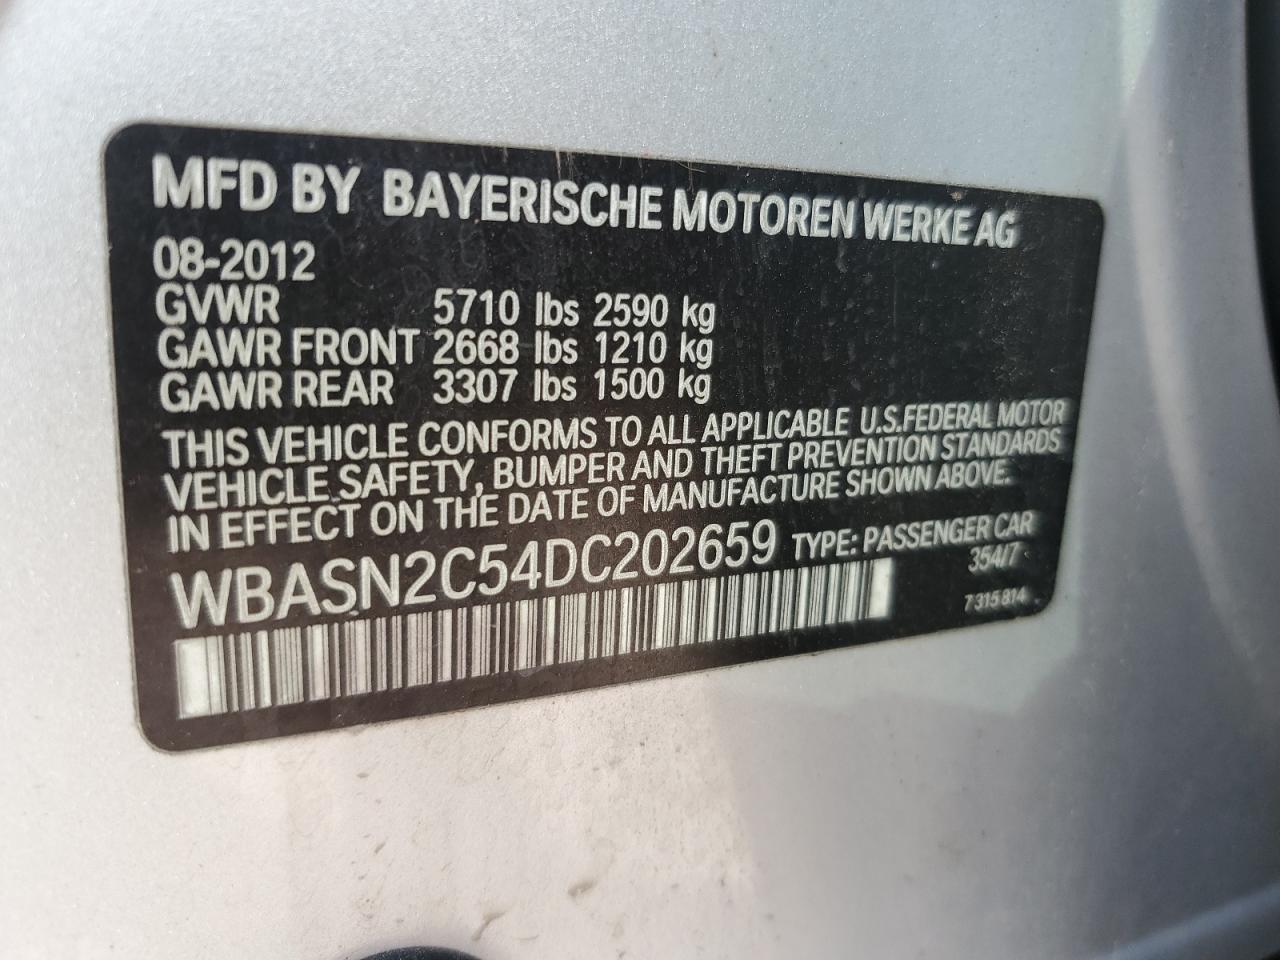 MFD BY BAYERISCHE MOTOREN WERKE AG
08-2012
GVWR 5710 lbs 2590 kg
GAWR FRONT 2668 lbs 1210 kg
GAWR REAR 3307 lbs 1500 kg
THIS VEHICLE CONFORMS TO ALL APPLICABLE U.S.FEDERAL MOTOR
VEHICLE SAFETY, BUMPER AND THEFT PREVENTION STANDARDS
IN EFFECT ON THE DATE OF MANUFACTURE SHOWN ABOVE.
WBASN2C54DC202659 TYPE: PASSENGER CAR
354/7
7 315 814